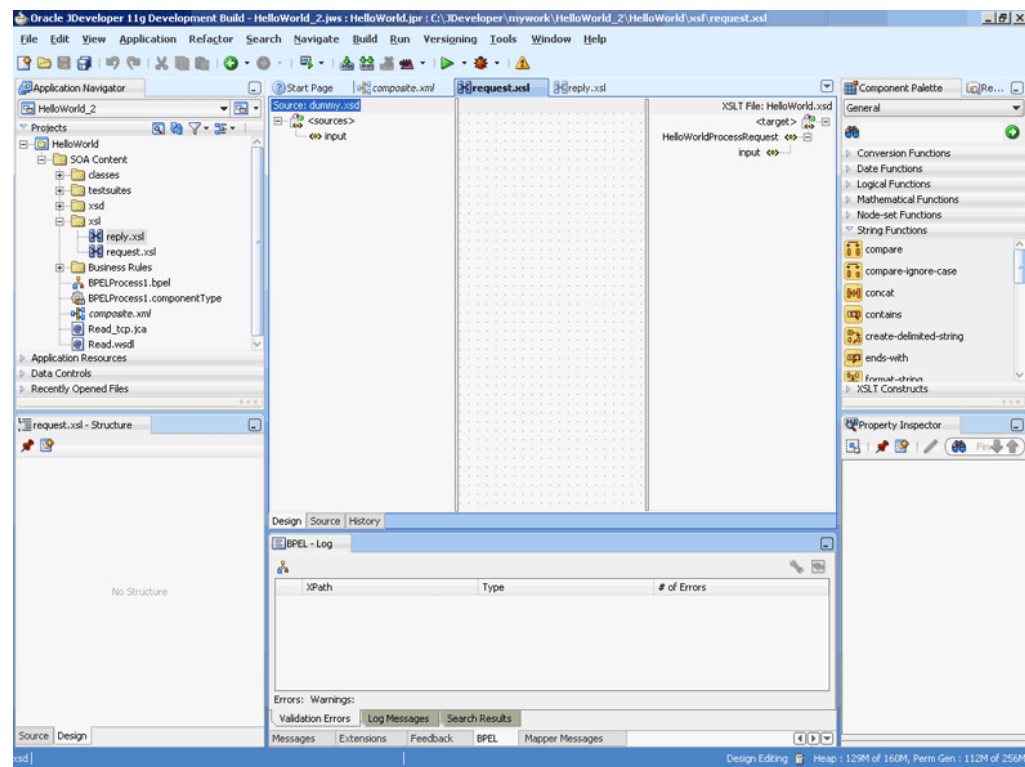 Oracle JDeveloper 11g Development Build - HelloWorld_2.jws : HelloWorld.jpr : C:\JDeveloper\mywork\HelloWorld_2\HelloWorld\xsl\request.xsl
File Edit View Application Refactor Search Navigate Build Run Versioning Tools Window Help
Application Navigator
HelloWorld_2
Projects
HelloWorld
SOA Content
classes
testsuites
xsd
xsl
reply.xsl
request.xsl
Business Rules
BPELProcess1.bpel
BPELProcess1.componentType
composite.xml
Read_tcp.jca
Read.wsdl
Application Resources
Data Controls
Recently Opened Files
request.xsl - Structure
No Structure
Source Design
Start Page composite.xml request.xsl reply.xsl
Source: dummy.xsd
<sources>
input
XSLT File: HelloWorld.xsd
<target>
HelloWorldProcessRequest
input
Design Source History
BPEL - Log
XPath Type # of Errors
Errors: Warnings:
Validation Errors Log Messages Search Results
Messages Extensions Feedback BPEL Mapper Messages
Component Palette Re...
General
Conversion Functions
Date Functions
Logical Functions
Mathematical Functions
Node-set Functions
String Functions
compare
compare-ignore-case
concat
contains
create-delimited-string
ends-with
format-string
XSLT Constructs
Property Inspector
Find
xsd
Design Editing Heap : 129M of 160M, Perm Gen : 112M of 256M